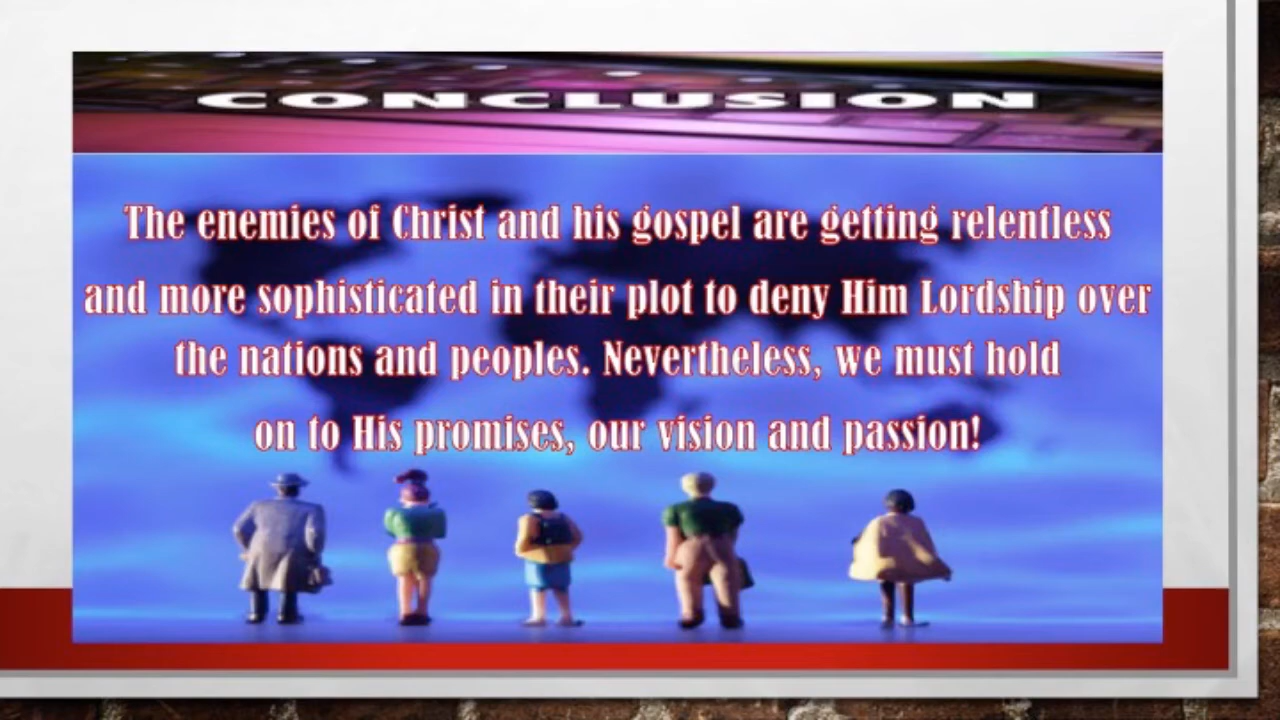 CONCLUSION
The enemies of Christ and his gospel are getting relentless
and more sophisticated in their plot to deny Him Lordship over
the nations and peoples. Nevertheless, we must hold
on to His promises, our vision and passion!